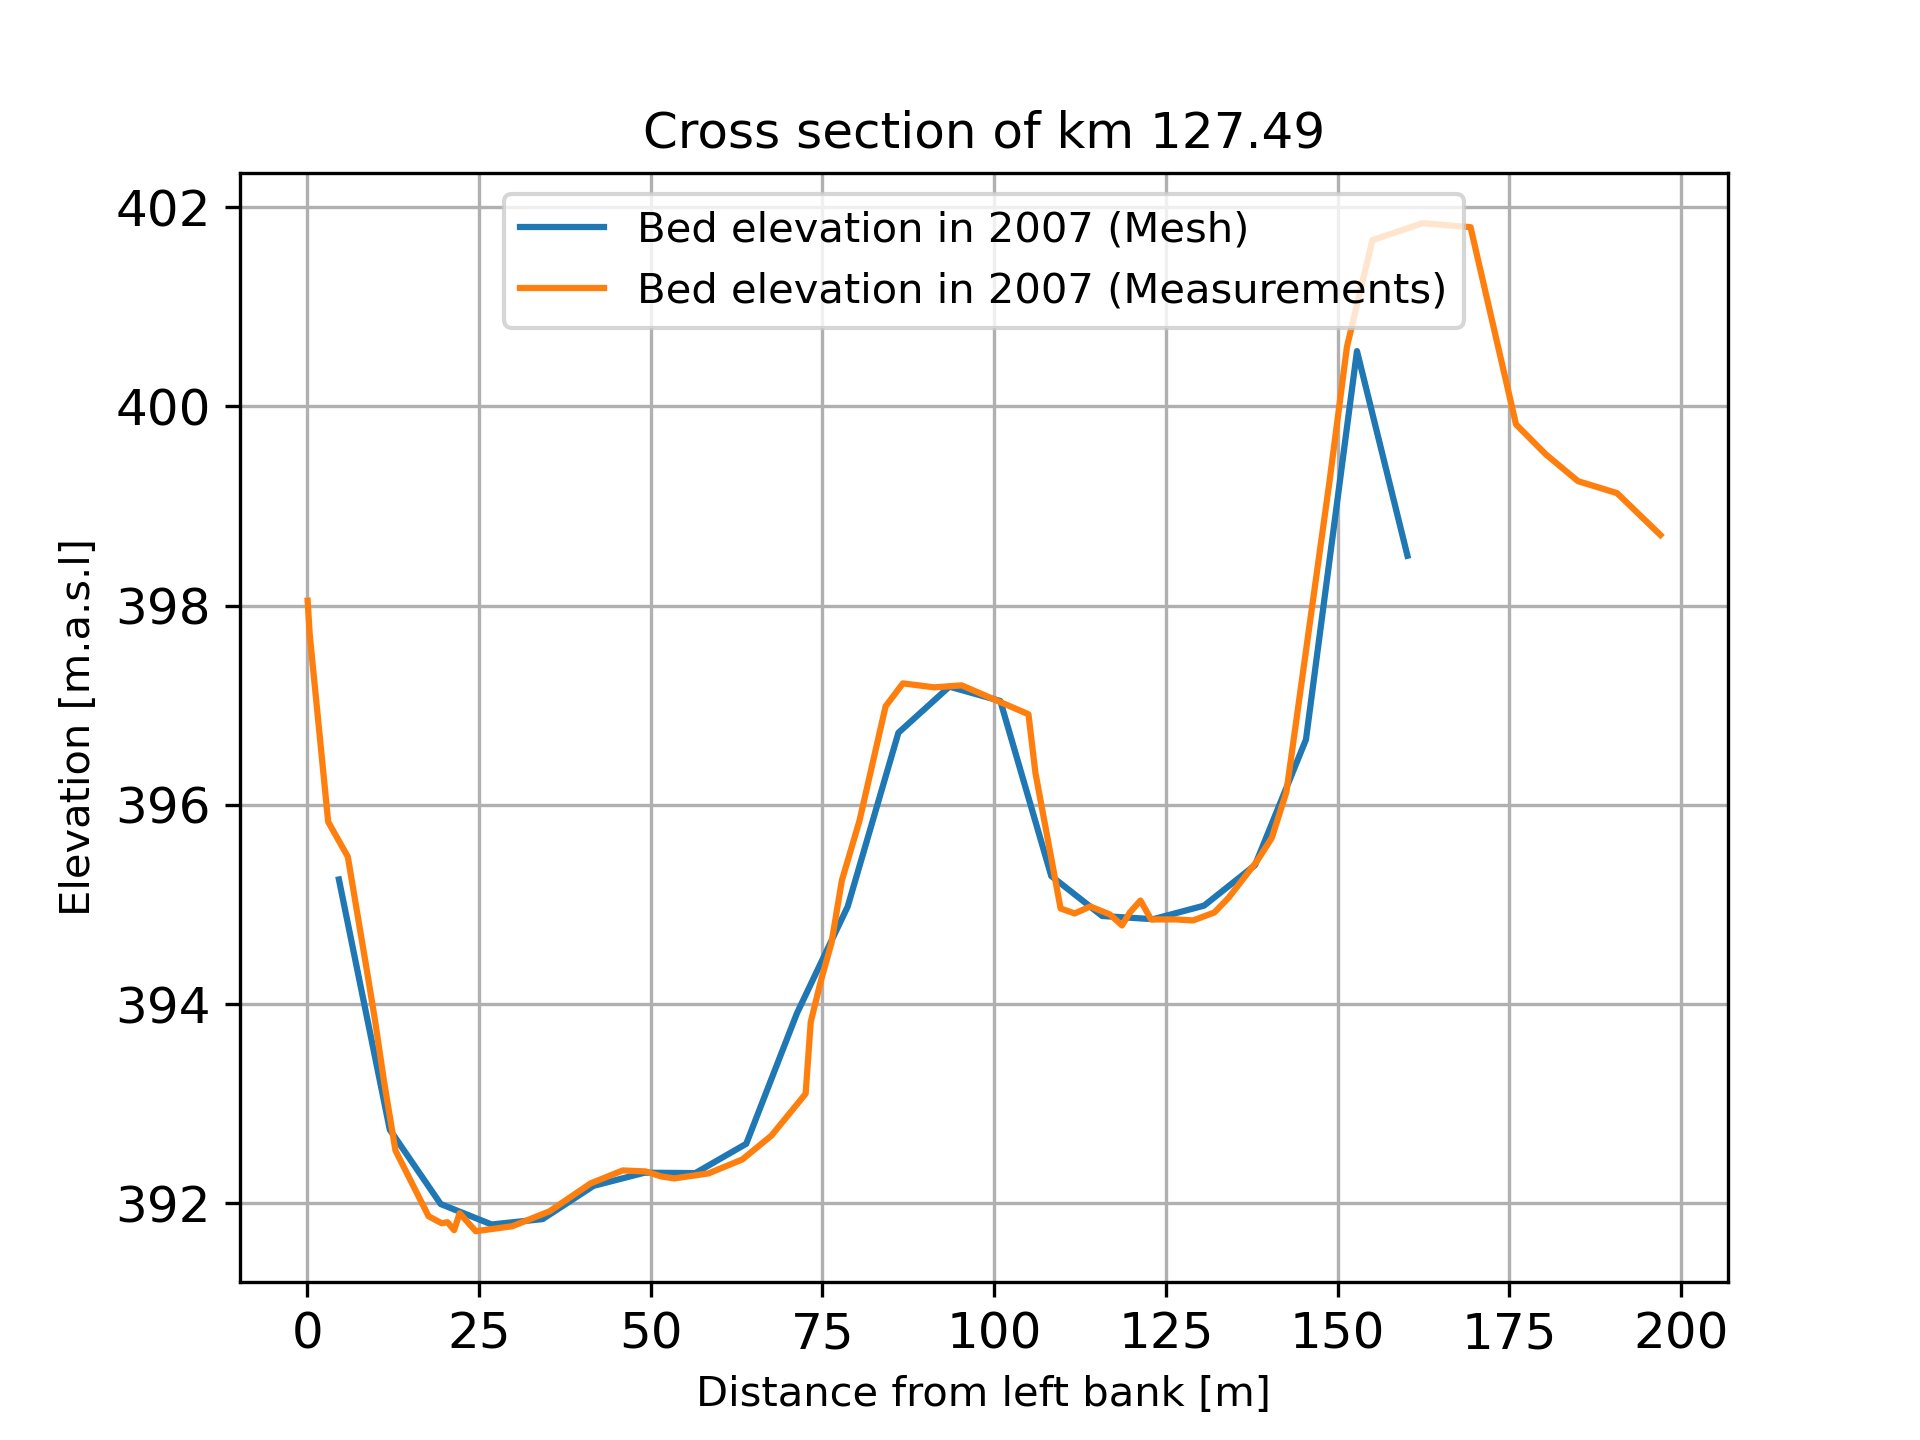 Cross section of km 127.49
Bed elevation in 2007 (Mesh)
Bed elevation in 2007 (Measurements)
Elevation [m.a.s.l]
402
400
398
396
394
392
0 25 50 75 100 125 150 175 200
Distance from left bank [m]